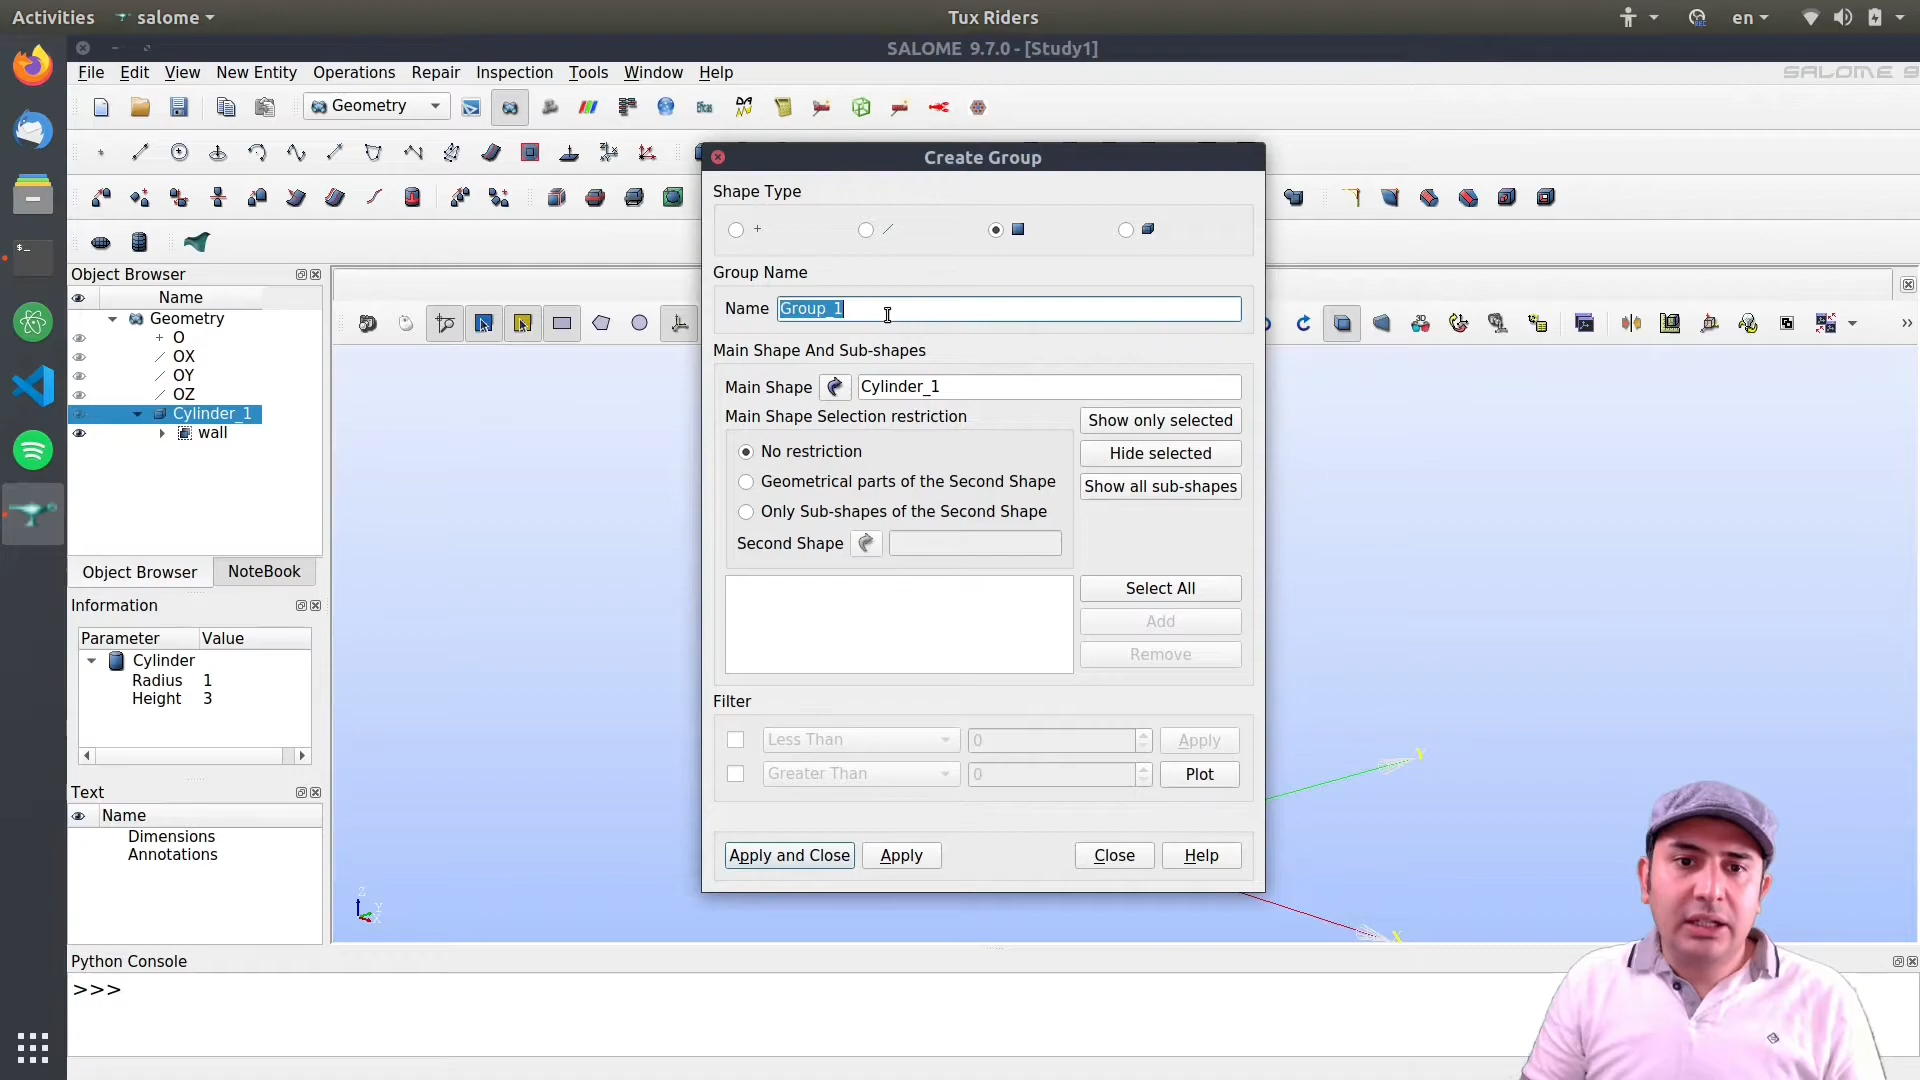 Activities
salome
Tux Riders
en
SALOME 9.7.0 - [Study1]
File Edit View New Entity Operations Repair Inspection Tools Window Help
SALOME 9
Geometry
Create Group
Shape Type
Group Name
Name Group_1
Main Shape And Sub-shapes
Main Shape Cylinder_1
Main Shape Selection restriction
Show only selected
No restriction
Hide selected
Geometrical parts of the Second Shape
Show all sub-shapes
Only Sub-shapes of the Second Shape
Second Shape
Select All
Add
Remove
Filter
Less Than 0 Apply
Greater Than 0 Plot
Apply and Close Apply Close Help
Object Browser
Name
Geometry
O
OX
OY
OZ
Cylinder_1
wall
Object Browser NoteBook
Information
Parameter Value
Cylinder
Radius 1
Height 3
Text
Name
Dimensions
Annotations
Z
Y
X
Y
X
Python Console
>>>